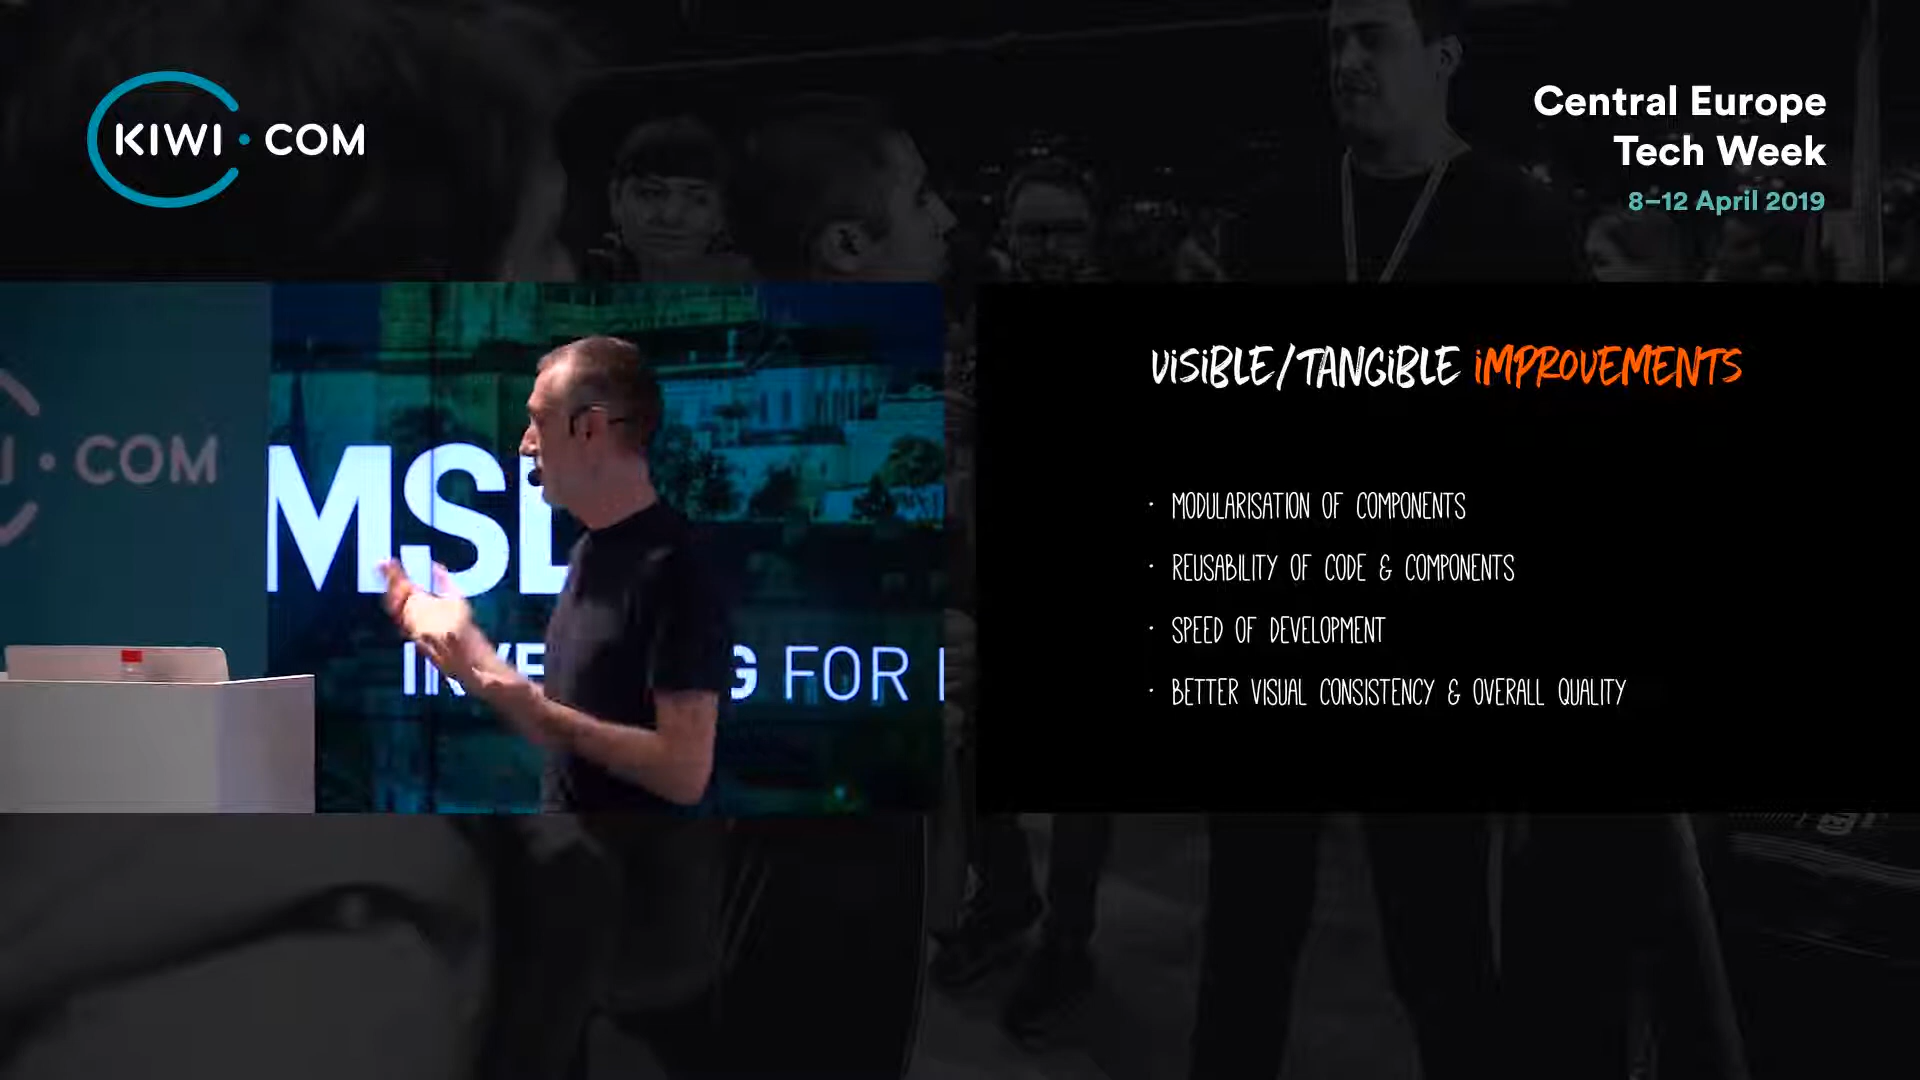 KIWI·COM
Central Europe
Tech Week
8–12 April 2019
· COM
MS
FOR
VISIBLE/TANGIBLE IMPROVEMENTS
· MODULARISATION OF COMPONENTS
· REUSABILITY OF CODE & COMPONENTS
· SPEED OF DEVELOPMENT
· BETTER VISUAL CONSISTENCY & OVERALL QUALITY